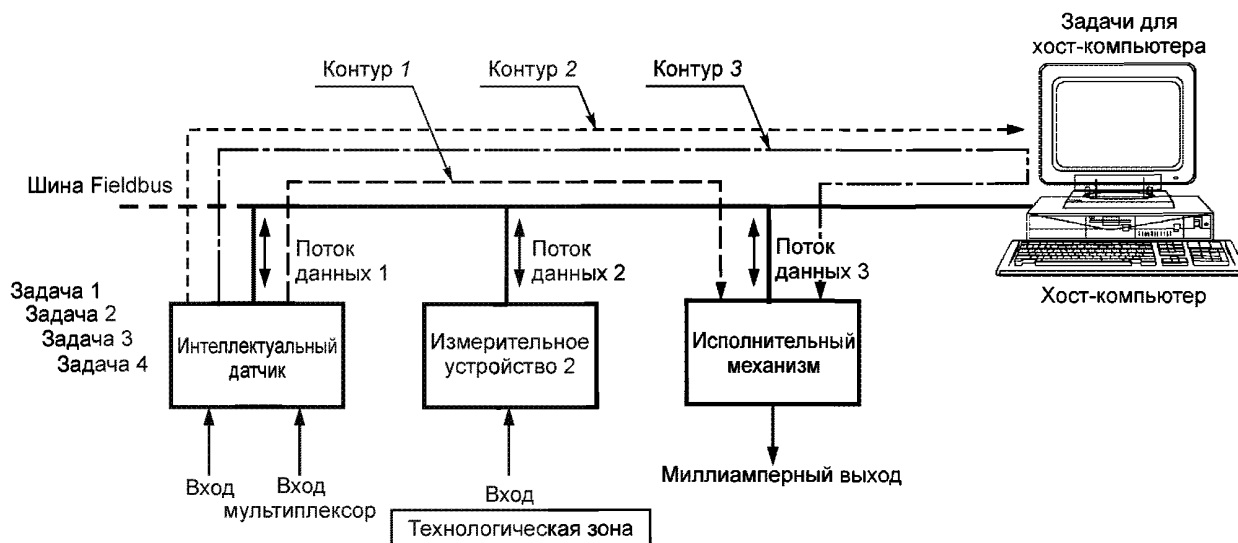 Задачи для
хост-компьютера
Контур 1
Контур 2
Контур 3
Шина Fieldbus
Поток
данных 1
Поток
данных 2
Поток
данных 3
Хост-компьютер
Задача 1
Задача 2
Задача 3
Задача 4
Интеллектуальный
датчик
Измерительное
устройство 2
Исполнительный
механизм
Вход
Вход
мультиплексор
Вход
Миллиамперный выход
Технологическая зона